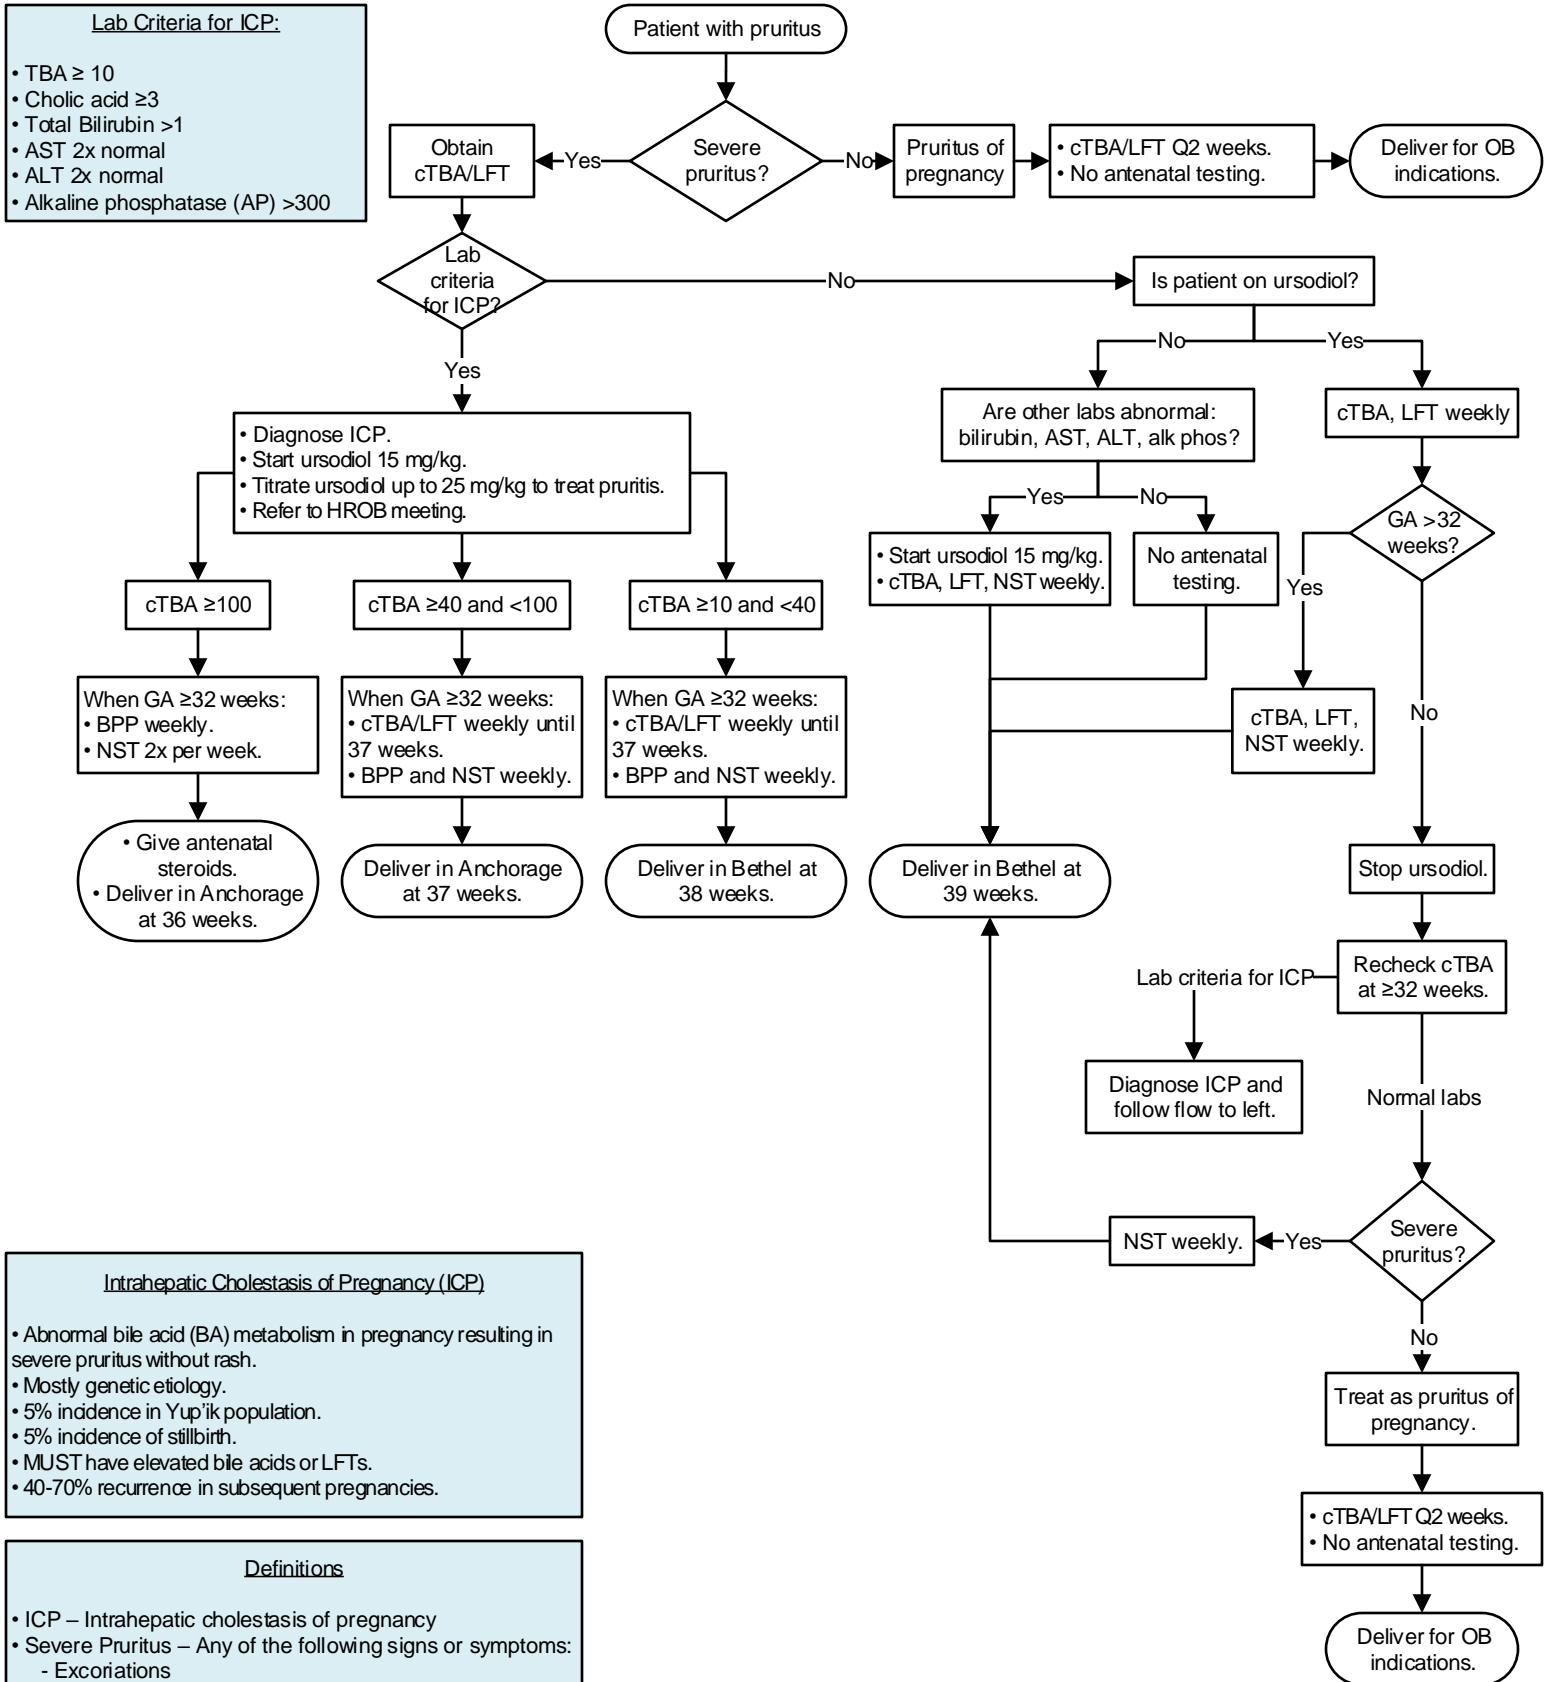 Lab Criteria for ICP:
• TBA ≥ 10
• Cholic acid ≥3
• Total Bilirubin >1
• AST 2x normal
• ALT 2x normal
• Alkaline phosphatase (AP) >300
Patient with pruritus
Severe
pruritus?
Yes
No
Obtain
cTBA/LFT
Pruritus of
pregnancy
• cTBA/LFT Q2 weeks.
• No antenatal testing.
Deliver for OB
indications.
Lab
criteria
for ICP?
No
Yes
Is patient on ursodiol?
No
Yes
• Diagnose ICP.
• Start ursodiol 15 mg/kg.
• Titrate ursodiol up to 25 mg/kg to treat pruritis.
• Refer to HROB meeting.
cTBA ≥100
cTBA ≥40 and <100
cTBA ≥10 and <40
When GA ≥32 weeks:
• BPP weekly.
• NST 2x per week.
When GA ≥32 weeks:
• cTBA/LFT weekly until
37 weeks.
• BPP and NST weekly.
When GA ≥32 weeks:
• cTBA/LFT weekly until
37 weeks.
• BPP and NST weekly.
• Give antenatal
steroids.
• Deliver in Anchorage
at 36 weeks.
Deliver in Anchorage
at 37 weeks.
Deliver in Bethel at
38 weeks.
Are other labs abnormal:
bilirubin, AST, ALT, alk phos?
Yes
No
• Start ursodiol 15 mg/kg.
• cTBA, LFT, NST weekly.
No antenatal
testing.
cTBA, LFT weekly
GA >32
weeks?
Yes
No
cTBA, LFT,
NST weekly.
Deliver in Bethel at
39 weeks.
Stop ursodiol.
Recheck cTBA
at ≥32 weeks.
Lab criteria for ICP
Diagnose ICP and
follow flow to left.
Normal labs
Severe
pruritus?
Yes
NST weekly.
No
Treat as pruritus of
pregnancy.
• cTBA/LFT Q2 weeks.
• No antenatal testing.
Deliver for OB
indications.
Intrahepatic Cholestasis of Pregnancy (ICP)
• Abnormal bile acid (BA) metabolism in pregnancy resulting in
severe pruritus without rash.
• Mostly genetic etiology.
• 5% incidence in Yup'ik population.
• 5% incidence of stillbirth.
• MUST have elevated bile acids or LFTs.
• 40-70% recurrence in subsequent pregnancies.
Definitions
• ICP – Intrahepatic cholestasis of pregnancy
• Severe Pruritus – Any of the following signs or symptoms:
- Excoriations